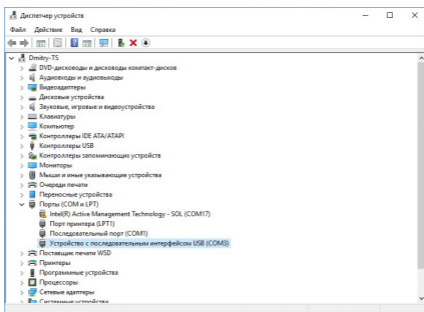 Диспетчер устройств
Файл Действие Вид Справка
Dmitry-TS
DVD-дисководы и дисководы компакт-дисков
Аудиовходы и аудиовыходы
Видеоадаптеры
Дисковые устройства
Звуковые, игровые и видеоустройства
Клавиатуры
Компьютер
Контроллеры IDE ATA/ATAPI
Контроллеры USB
Контроллеры запоминающих устройств
Мониторы
Мыши и иные указывающие устройства
Очереди печати
Переносные устройства
Порты (COM и LPT)
Intel(R) Active Management Technology - SOL (COM17)
Порт принтера (LPT1)
Последовательный порт (COM1)
Устройство с последовательным интерфейсом USB (COM3)
Поставщик печати WSD
Принтеры
Программные устройства
Процессоры
Сетевые адаптеры
Системные устройства